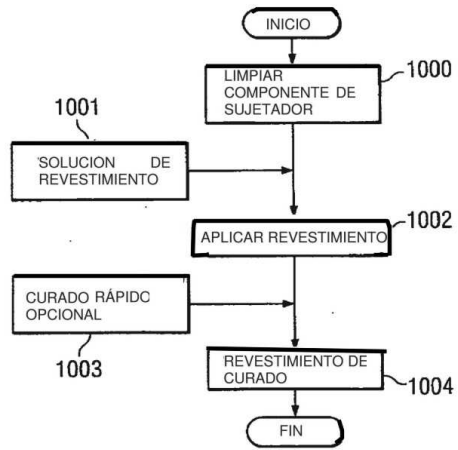 INICIO
LIMPIAR
COMPONENTE DE
SUJETADOR
1000
1001
SOLUCION DE
REVESTIMIENTO
APLICAR REVESTIMIENTO
1002
CURADO RÁPIDO
OPCIONAL
1003
REVESTIMIENTO DE
CURADO
1004
FIN